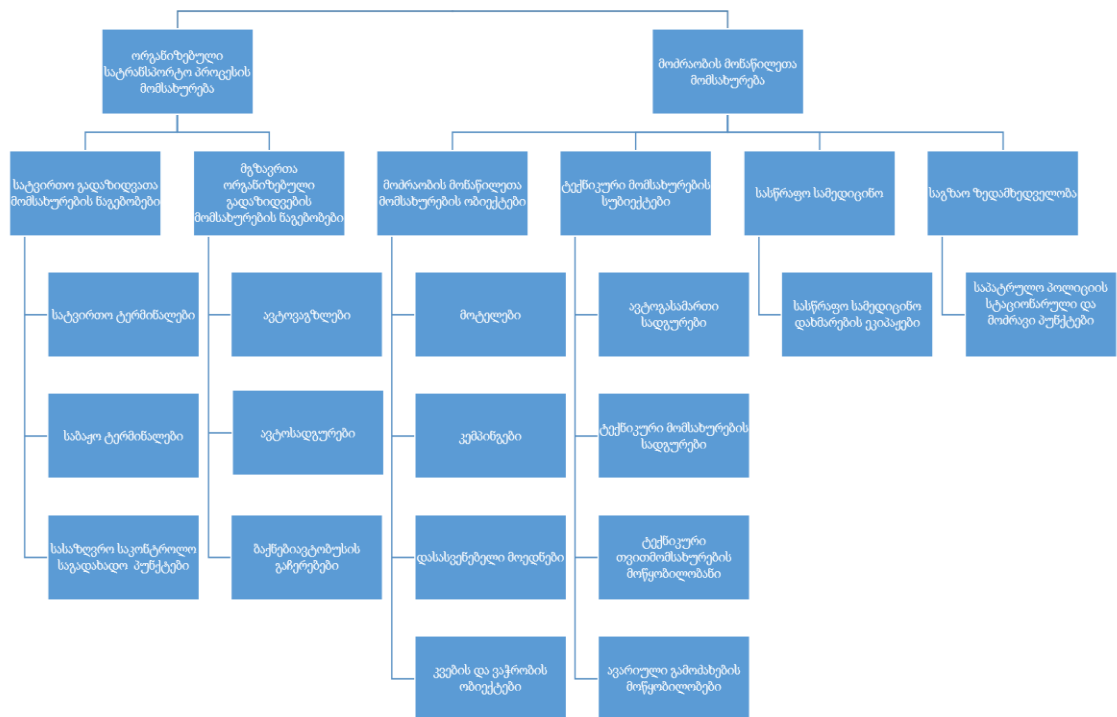 ორგანიზებული
სატრანსპორტო პროცესის
მომსახურება
მოძრაობის მონაწილეთა
მომსახურება
სატვირთო გადაზიდვათა
მომსახურების ნაგებობები
მგზავრთა
ორგანიზებული
გადაზიდვების
მომსახურების ნაგებობები
მოძრაობის მონაწილეთა
მომსახურების ობიექტები
ტექნიკური მომსახურების
სუბიექტები
სასწრაფო სამედიცინო
საგზაო ზედამხედველობა
სატვირთო ტერმინალები
ავტოვაგზლები
მოტელები
ავტოგასამართი
სადგურები
სასწრაფო სამედიცინო
დახმარების ეკიპაჟები
საპატრულო პოლიციის
სტაციონარული და
მოძრავი პუნქტები
საბაჟო ტერმინალები
ავტოსადგურები
კემპინგები
ტექნიკური მომსახურების
სადგურები
სასაზღვრო საკონტროლო
საგადახადო პუნქტები
ბაქნებიავტობუსის
გაჩერებები
დასასვენებელი მოედნები
ტექნიკური
თვითმომსახურების
მოწყობილობანი
კვების და ვაჭრობის
ობიექტები
ავარიული გამოძახების
მოწყობილობები